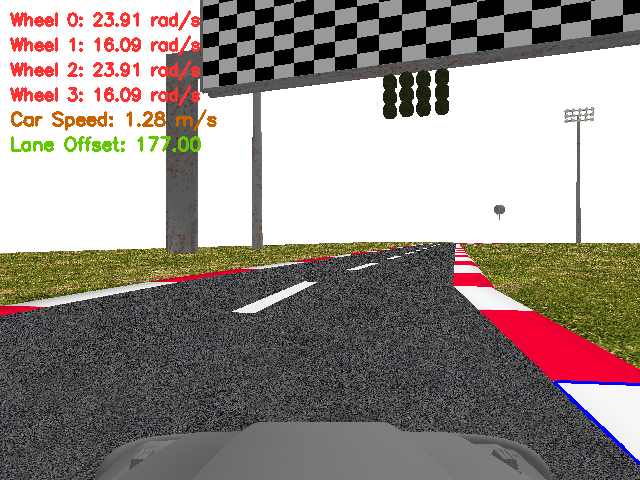 Wheel 0: 23.91 rad/s
Wheel 1: 16.09 rad/s
Wheel 2: 23.91 rad/s
Wheel 3: 16.09 rad/s
Car Speed: 1.28 m/s
Lane Offset: 177.00